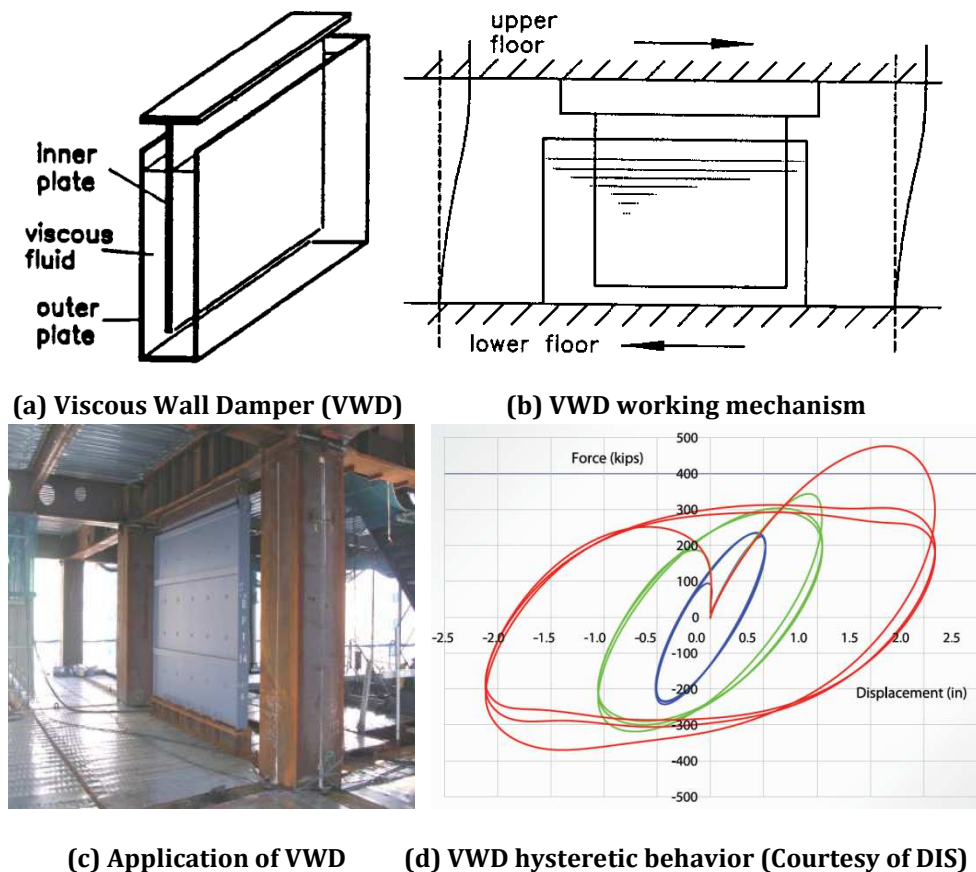 upper
floor
inner
plate
viscous
fluid
outer
plate
lower floor
(a) Viscous Wall Damper (VWD)
(b) VWD working mechanism
500
Force (kips)
400
300
200
100
0
-2.5 -2.0 -1.5 -1.0 -0.5 0.0 0.5 1.0 1.5 2.0 2.5
-100
-200
Displacement (in)
-300
-400
-500
(c) Application of VWD
(d) VWD hysteretic behavior (Courtesy of DIS)